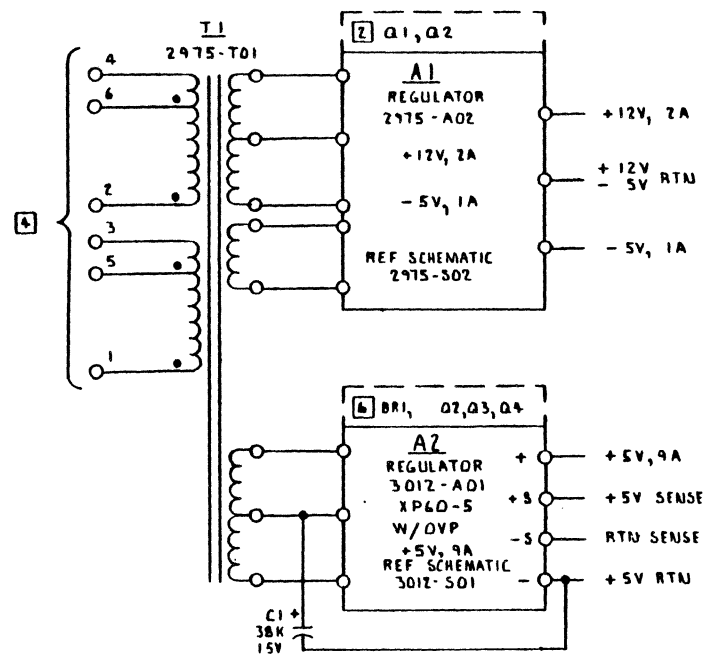 T1
2975-T01
4
6
2
3
5
1
4
2 Q1, Q2
A1
REGULATOR
2975-A02
+12V, 2A
-5V, 1A
REF SCHEMATIC
2975-S02
+12V, 2A
+12V
-5V RTN
-5V, 1A
6 BR1, Q2,Q3,Q4
A2
REGULATOR
3012-A01
XP60-5
W/OVP
+5V, 9A
REF SCHEMATIC
3012-S01
+
+S
-S
-
+5V, 9A
+5V SENSE
RTN SENSE
+5V RTN
C1 +
38K
15V